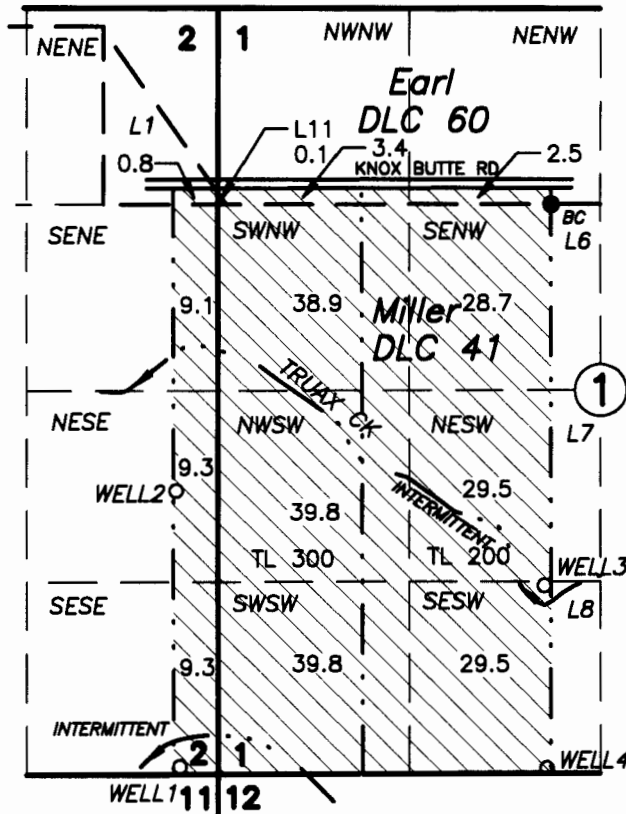 2 1
NWNW
NENE
NENW
Earl
DLC 60
L1
L11
0.1
3.4
0.8
2.5
KNOX BUTTE RD
BC
SENE
SWNW
SENW
L6
9.1
38.9
28.7
Miller
DLC 41
TRUAX CK
1
NESE
NWSW
NESW
L7
9.3
WELL2
39.8
29.5
INTERMITTENT
TL 300
TL 200
WELL3
SESE
SWSW
SESW
L8
9.3
39.8
29.5
INTERMITTENT
2 1
WELL1
11 12
WELL4